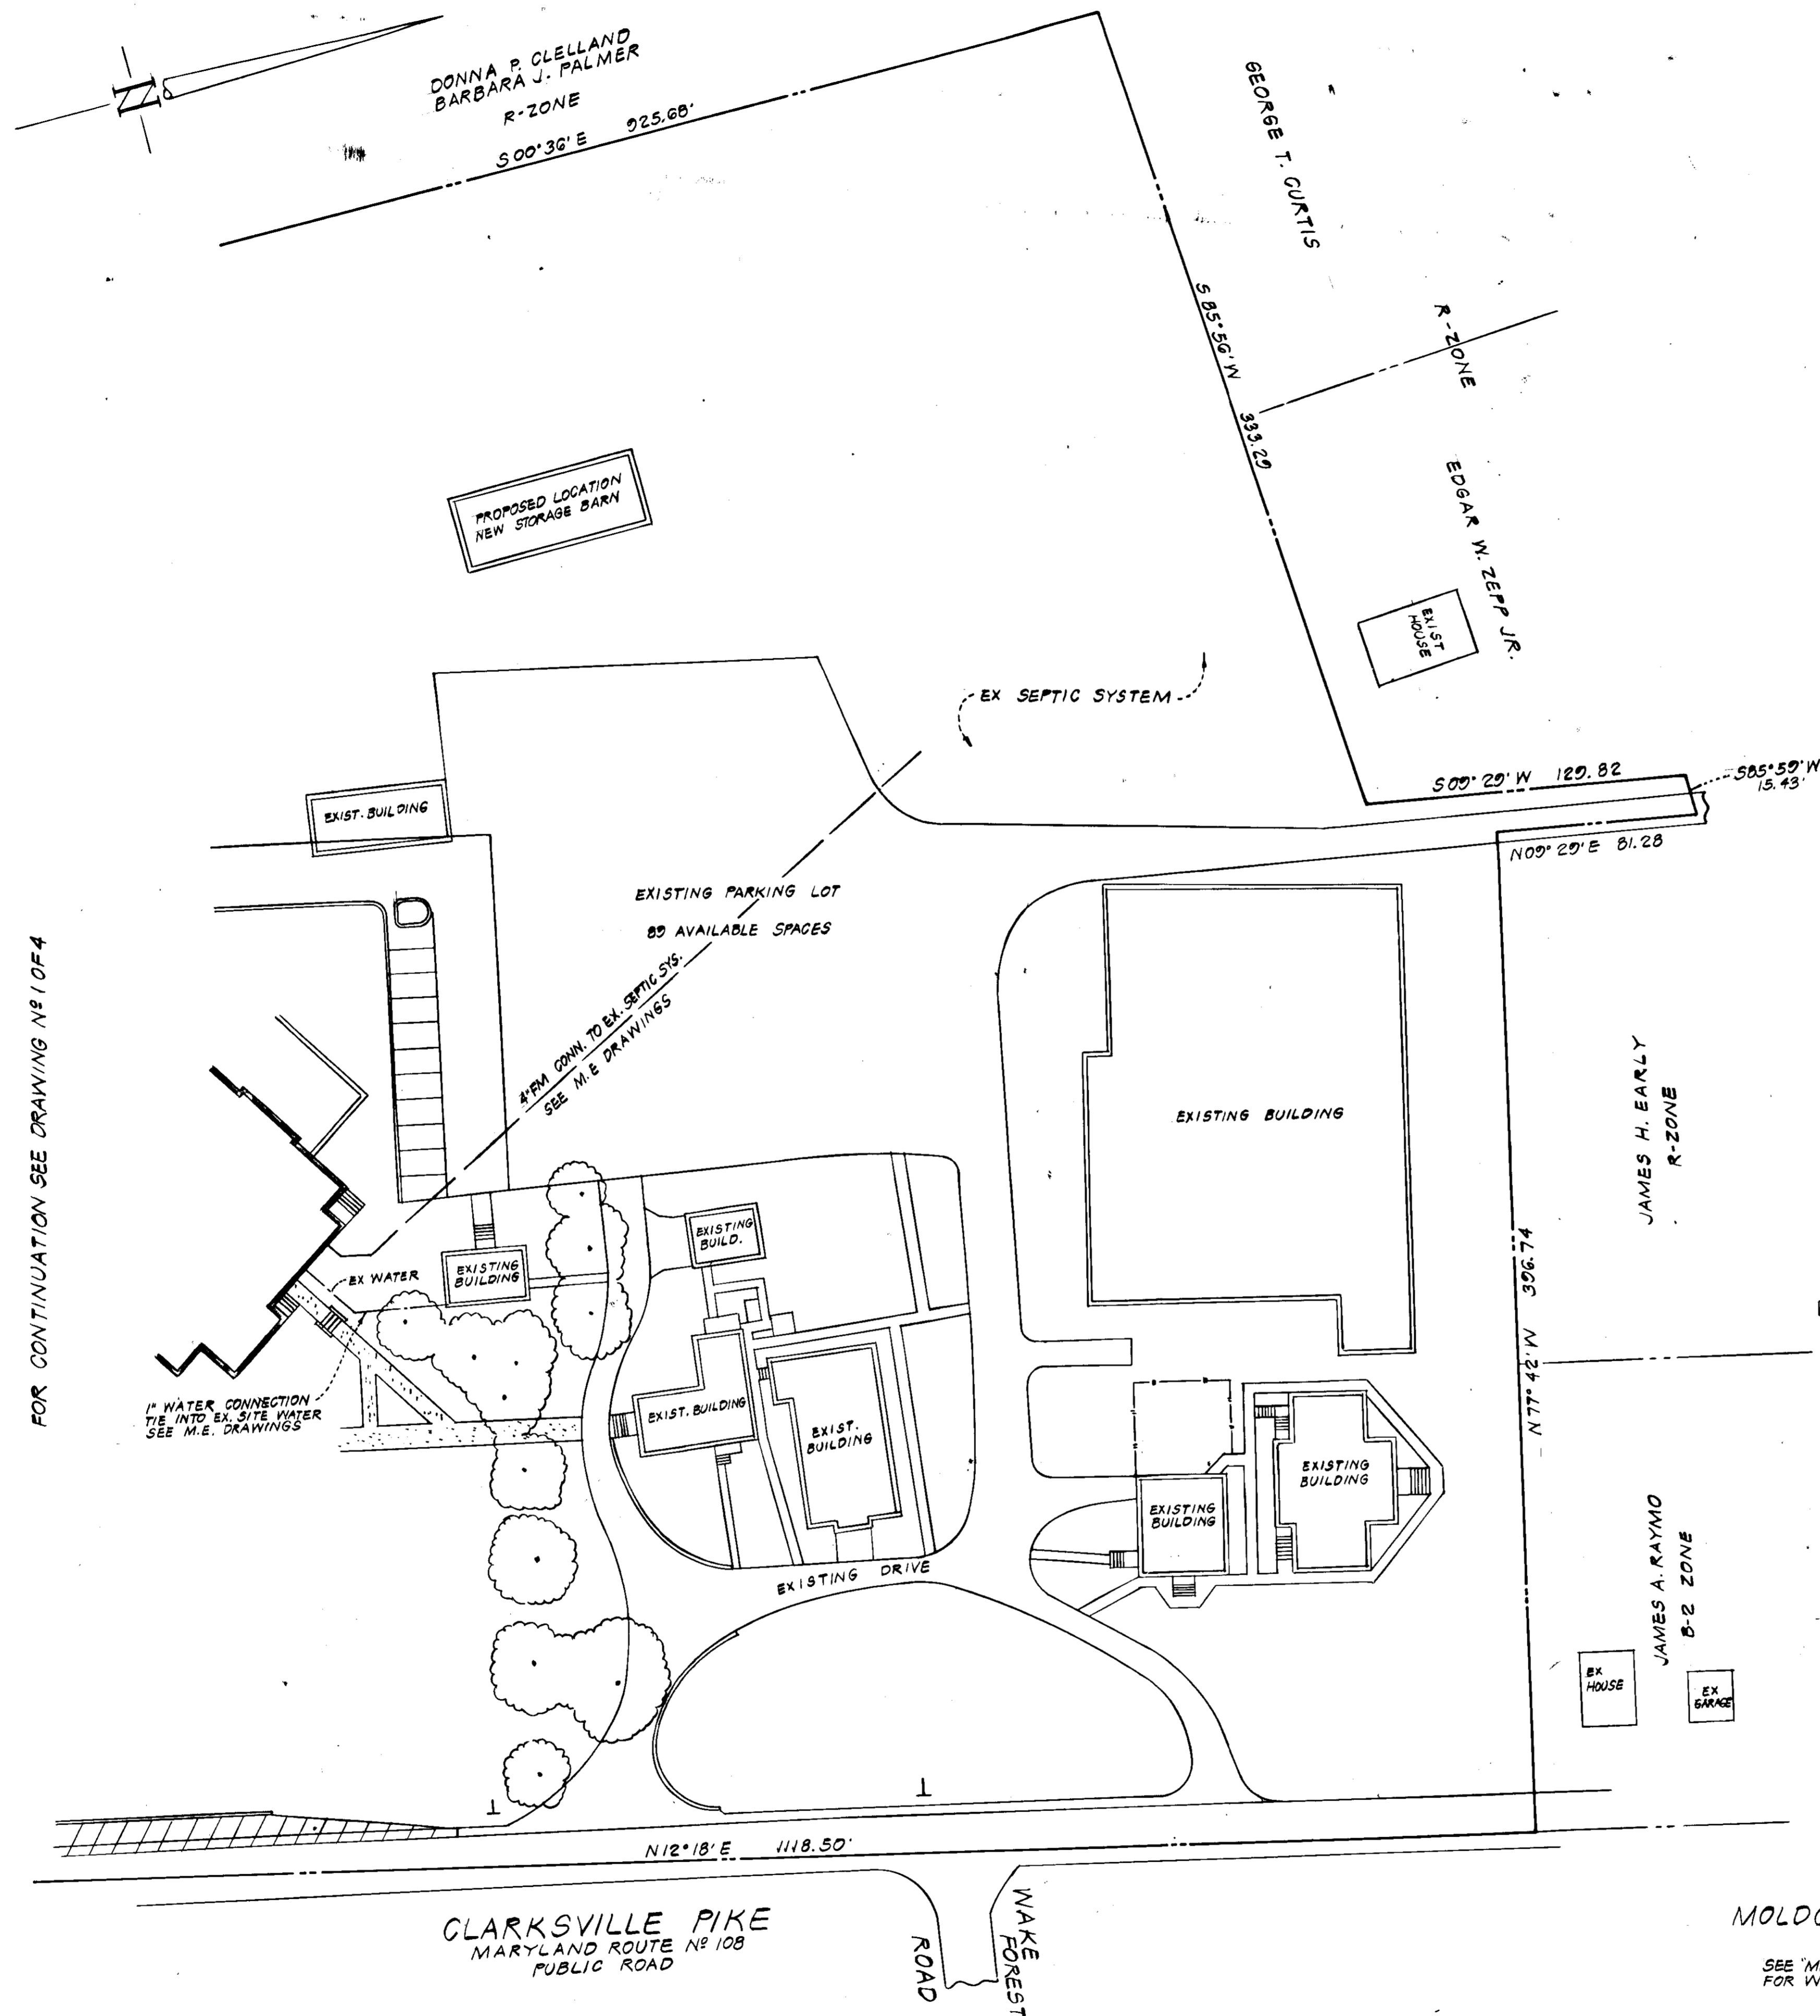 DONNA P. CLELLAND
BARBARA J. PALMER
R-ZONE
S 00° 36' E 925.68'
GEORGE T. CURTIS
S 85° 56' W 333.29
R-ZONE
EDGAR W. ZEPP JR.
PROPOSED LOCATION
NEW STORAGE BARN
EXIST
HOUSE
EX SEPTIC SYSTEM
S 09° 29' W 129.82
S85° 59' W
15.43'
N09° 29' E 81.28
EXIST. BUILDING
EXISTING PARKING LOT
89 AVAILABLE SPACES
4" FM CONN. TO EX. SEPTIC SYS.
SEE M.E DRAWINGS
FOR CONTINUATION SEE DRAWING Nº 1 OF 4
EXISTING BUILDING
JAMES H. EARLY
R-ZONE
EXISTING
BUILD.
EX WATER
EXISTING
BUILDING
N 77° 42' W 396.74
1" WATER CONNECTION
TIE INTO EX. SITE WATER
SEE M.E. DRAWINGS
EXIST. BUILDING
EXIST.
BUILDING
EXISTING
BUILDING
EXISTING
BUILDING
EXISTING DRIVE
JAMES A. RAYMO
B-2 ZONE
EX
HOUSE
EX
GARAGE
N 12° 18' E 1118.50'
CLARKSVILLE PIKE
MARYLAND ROUTE Nº 108
PUBLIC ROAD
WAKE FOREST
ROAD
SEE
FOR